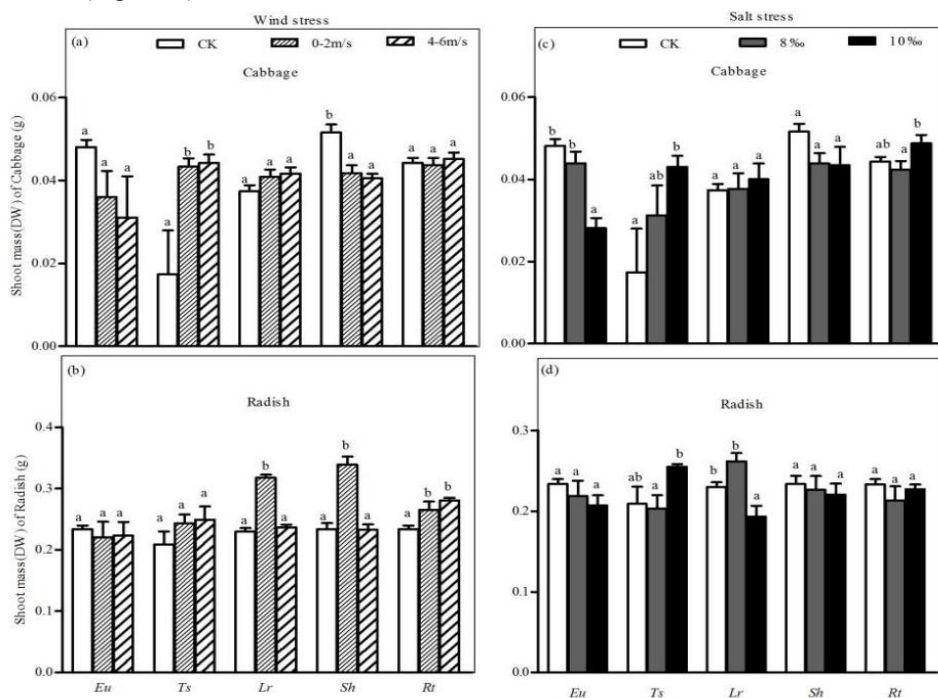 Wind stress
(a) CK 0-2m/s 4-6m/s
Cabbage
Shoot mass(DW) of Cabbage (g)
0.06
0.04
0.02
0.00
a a a a b b a a a b a a a a a
(b)
Radish
Shoot mass(DW) of Radish (g)
0.4
0.3
0.2
0.1
0.0
a a a a a a a b a a b a a b b
Eu Ts Lr Sh Rt
Salt stress
(c) CK 8‰ 10‰
Cabbage
0.06
0.04
0.02
0.00
b b a a ab b a a a b a a ab a b
(d)
Radish
0.3
0.2
0.1
0.0
a a a ab a b b b a a a a a a a
Eu Ts Lr Sh Rt